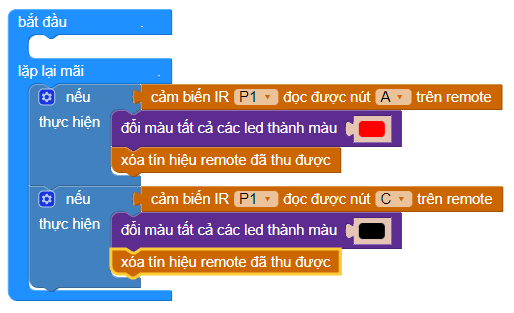 bắt đầu .
lặp lại mãi .
nếu cảm biến IR P1 đọc được nút A trên remote
thực hiện đổi màu tất cả các led thành màu
xóa tín hiệu remote đã thu được
nếu cảm biến IR P1 đọc được nút C trên remote
thực hiện đổi màu tất cả các led thành màu
xóa tín hiệu remote đã thu được